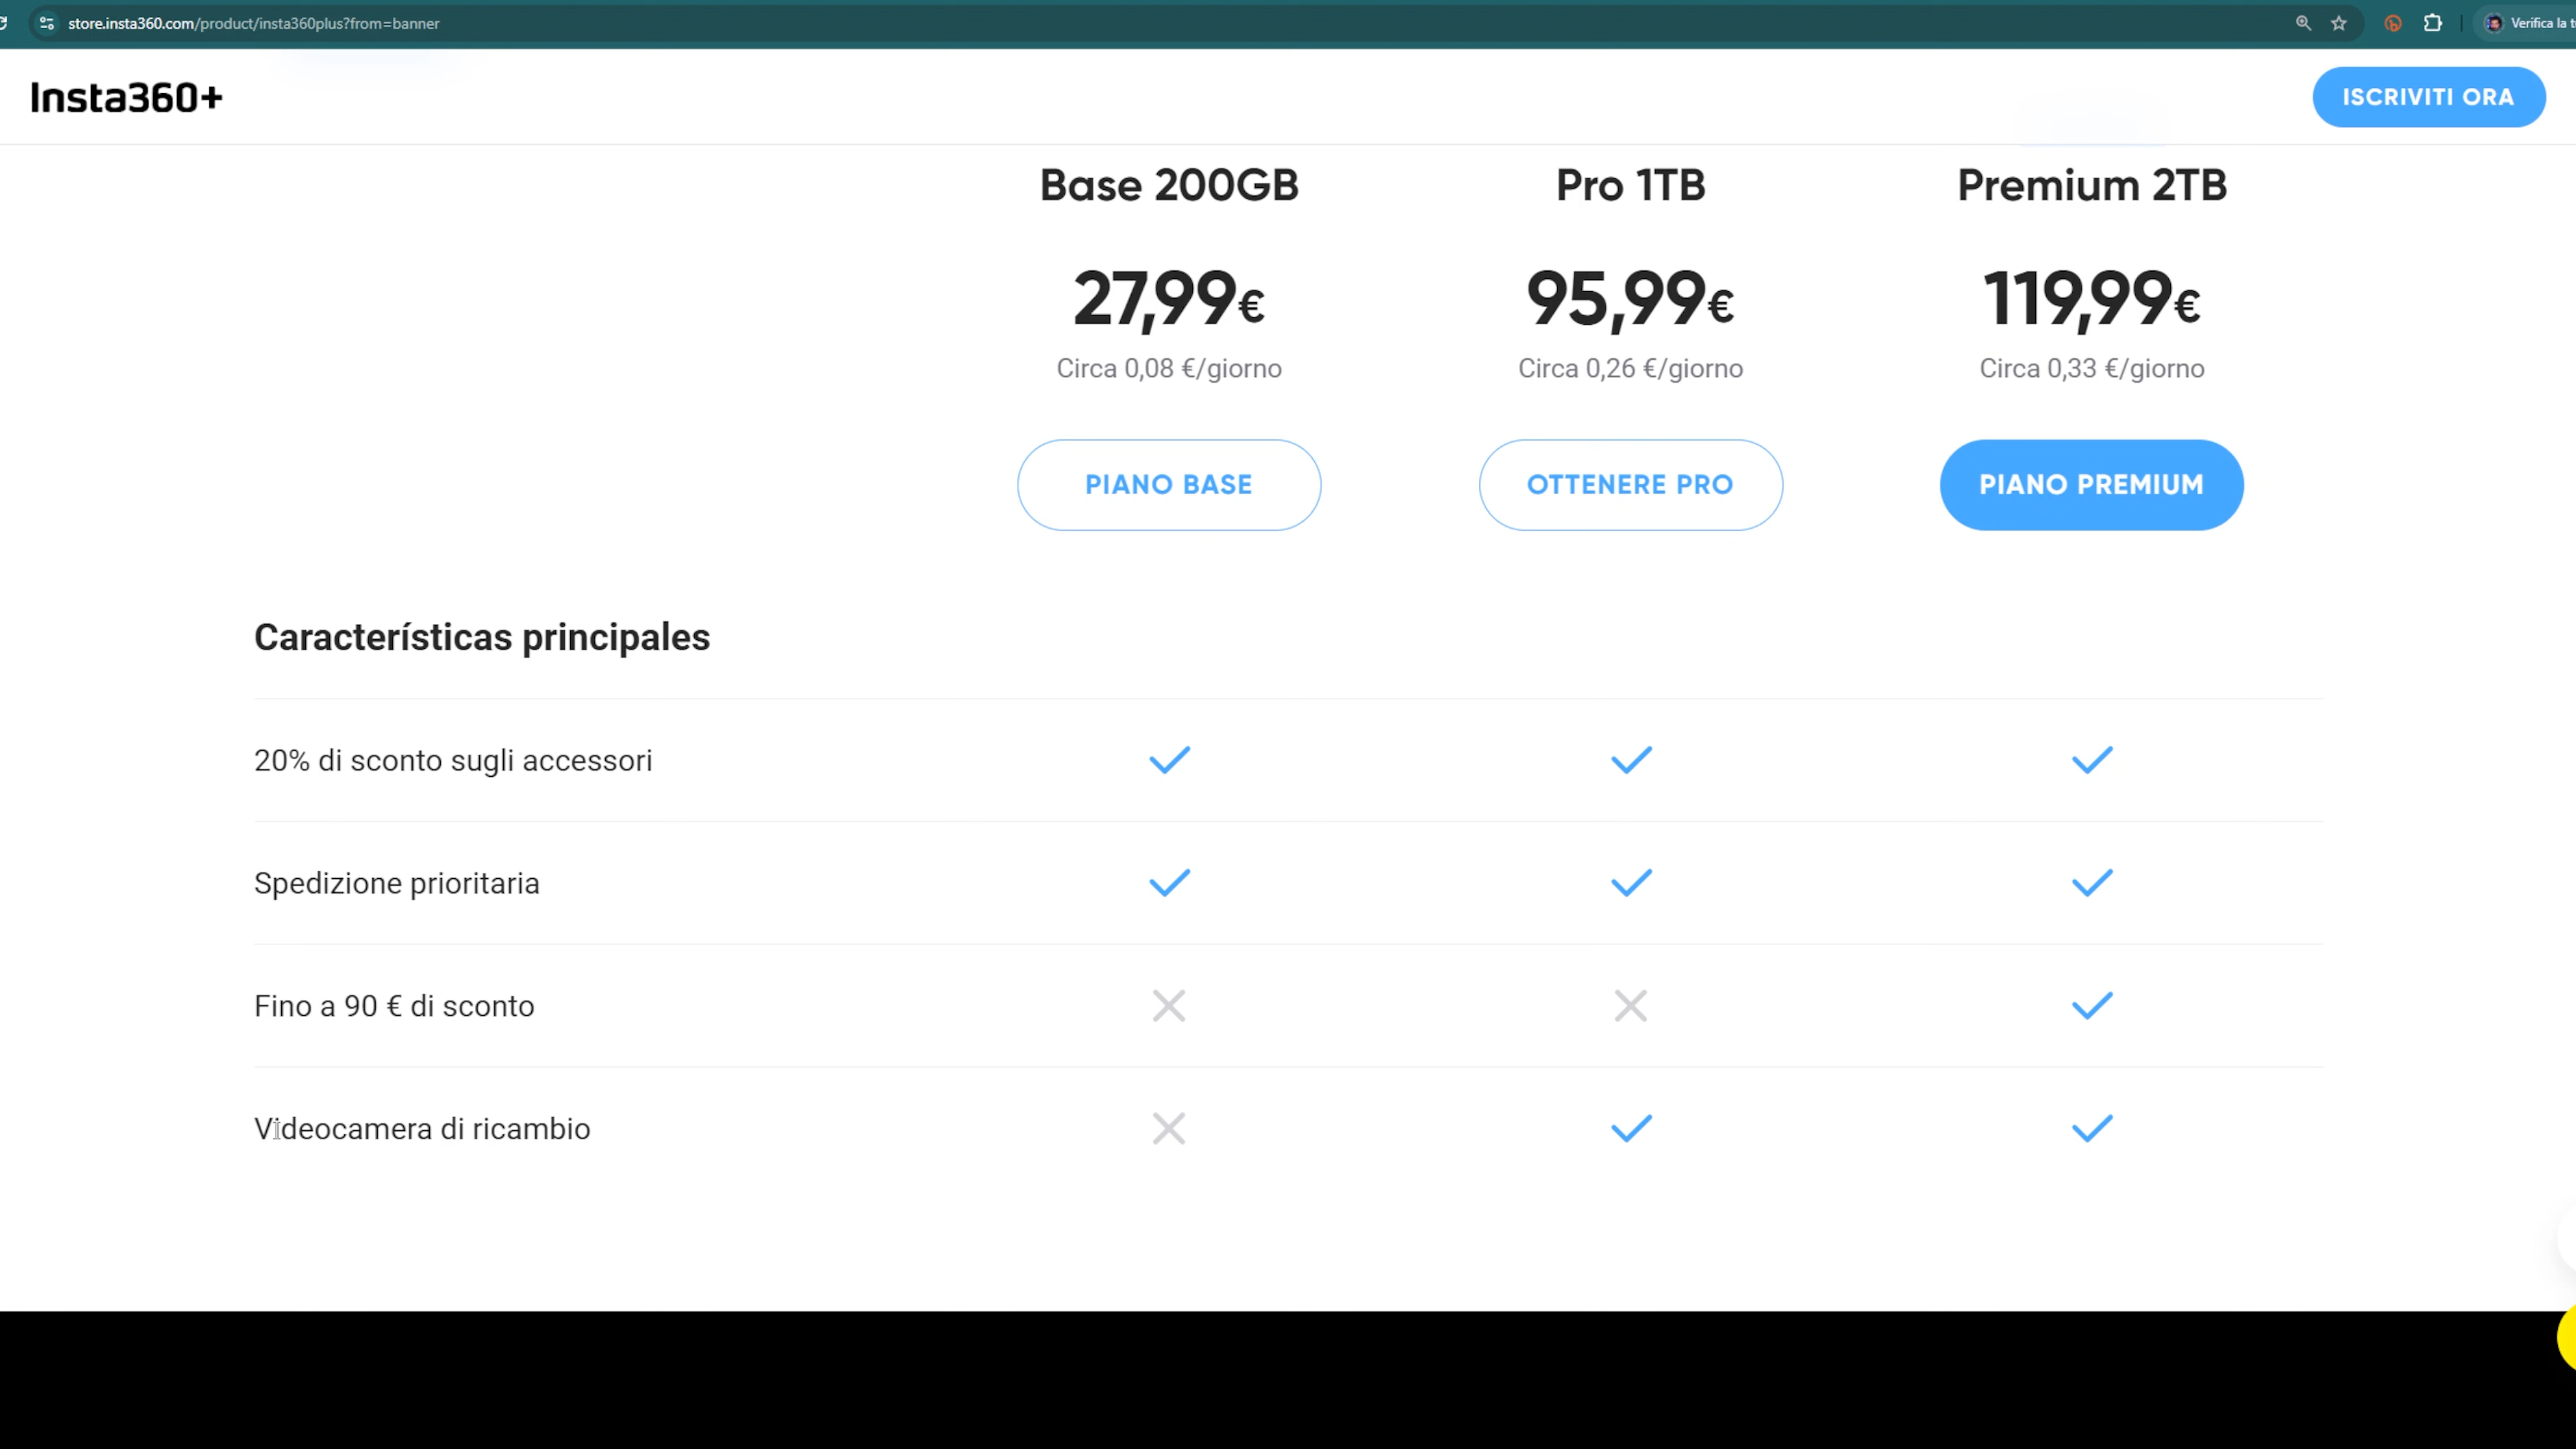 store.insta360.com/product/insta360plus?from=banner
Verifica la
Insta360+
ISCRIVITI ORA
Base 200GB
Pro 1TB
Premium 2TB
27,99€
95,99€
119,99€
Circa 0,08 €/giorno
Circa 0,26 €/giorno
Circa 0,33 €/giorno
PIANO BASE
OTTENERE PRO
PIANO PREMIUM
Características principales
20% di sconto sugli accessori
Spedizione prioritaria
Fino a 90 € di sconto
Videocamera di ricambio